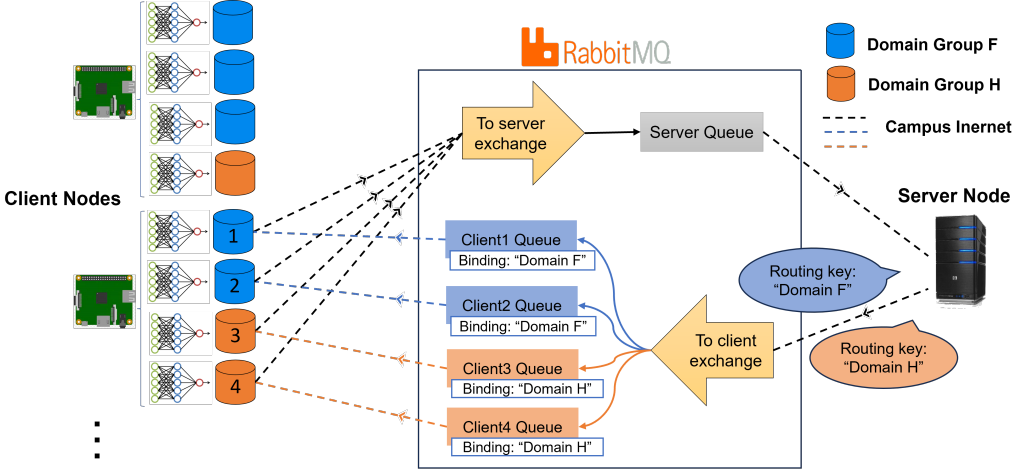 RabbitMQ
Domain Group F
Domain Group H
Campus Inernet
To server
exchange
Server Queue
Client Nodes
Server Node
1
2
3
4
Client1 Queue
Binding: “Domain F”
Client2 Queue
Binding: “Domain F”
Client3 Queue
Binding: “Domain H”
Client4 Queue
Binding: “Domain H”
To client
exchange
Routing key:
“Domain F”
Routing key:
“Domain H”